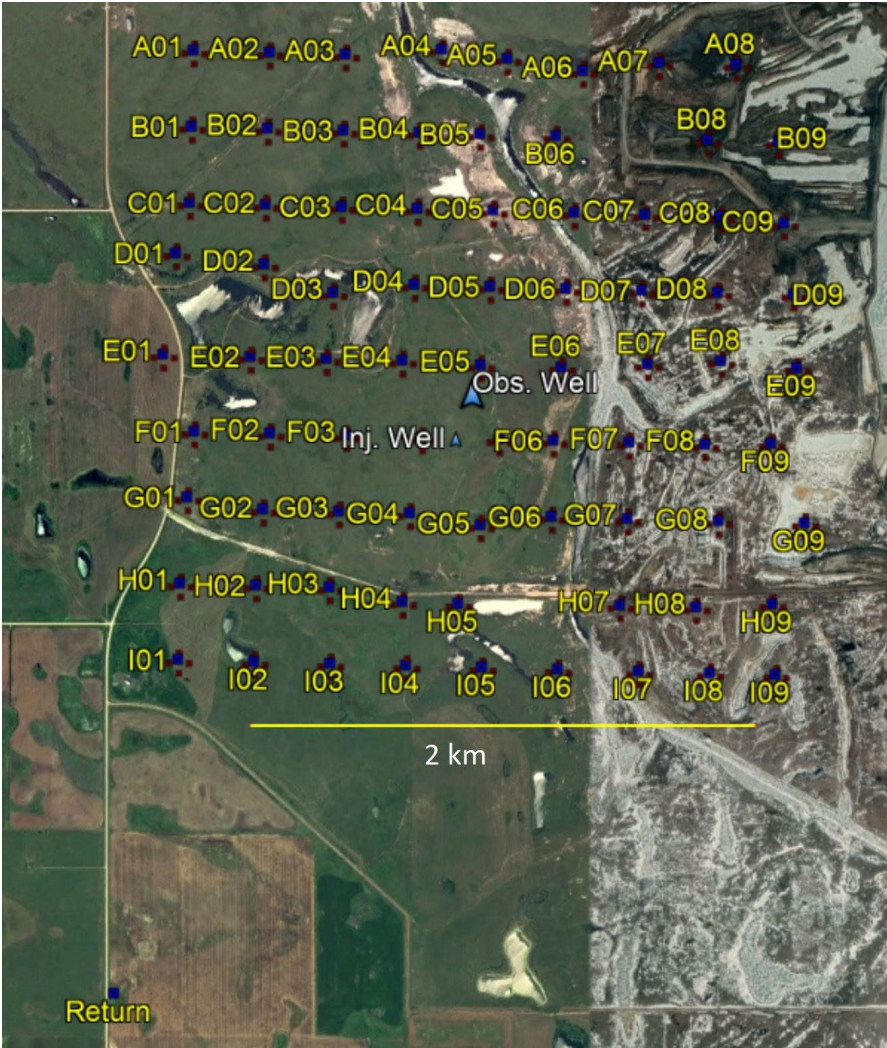 A01 A02 A03 A04 A05 A06 A07 A08
B01 B02 B03 B04 B05 B06 B08 B09
C01 C02 C03 C04 C05 C06 C07 C08 C09
D01 D02 D03 D04 D05 D06 D07 D08 D09
E01 E02 E03 E04 E05 E06 E07 E08 E09
Obs. Well
F01 F02 F03 Inj. Well F06 F07 F08 F09
G01 G02 G03 G04 G05 G06 G07 G08 G09
H01 H02 H03 H04 H05 H07 H08 H09
I01 I02 I03 I04 I05 I06 I07 I08 I09
2 km
Return